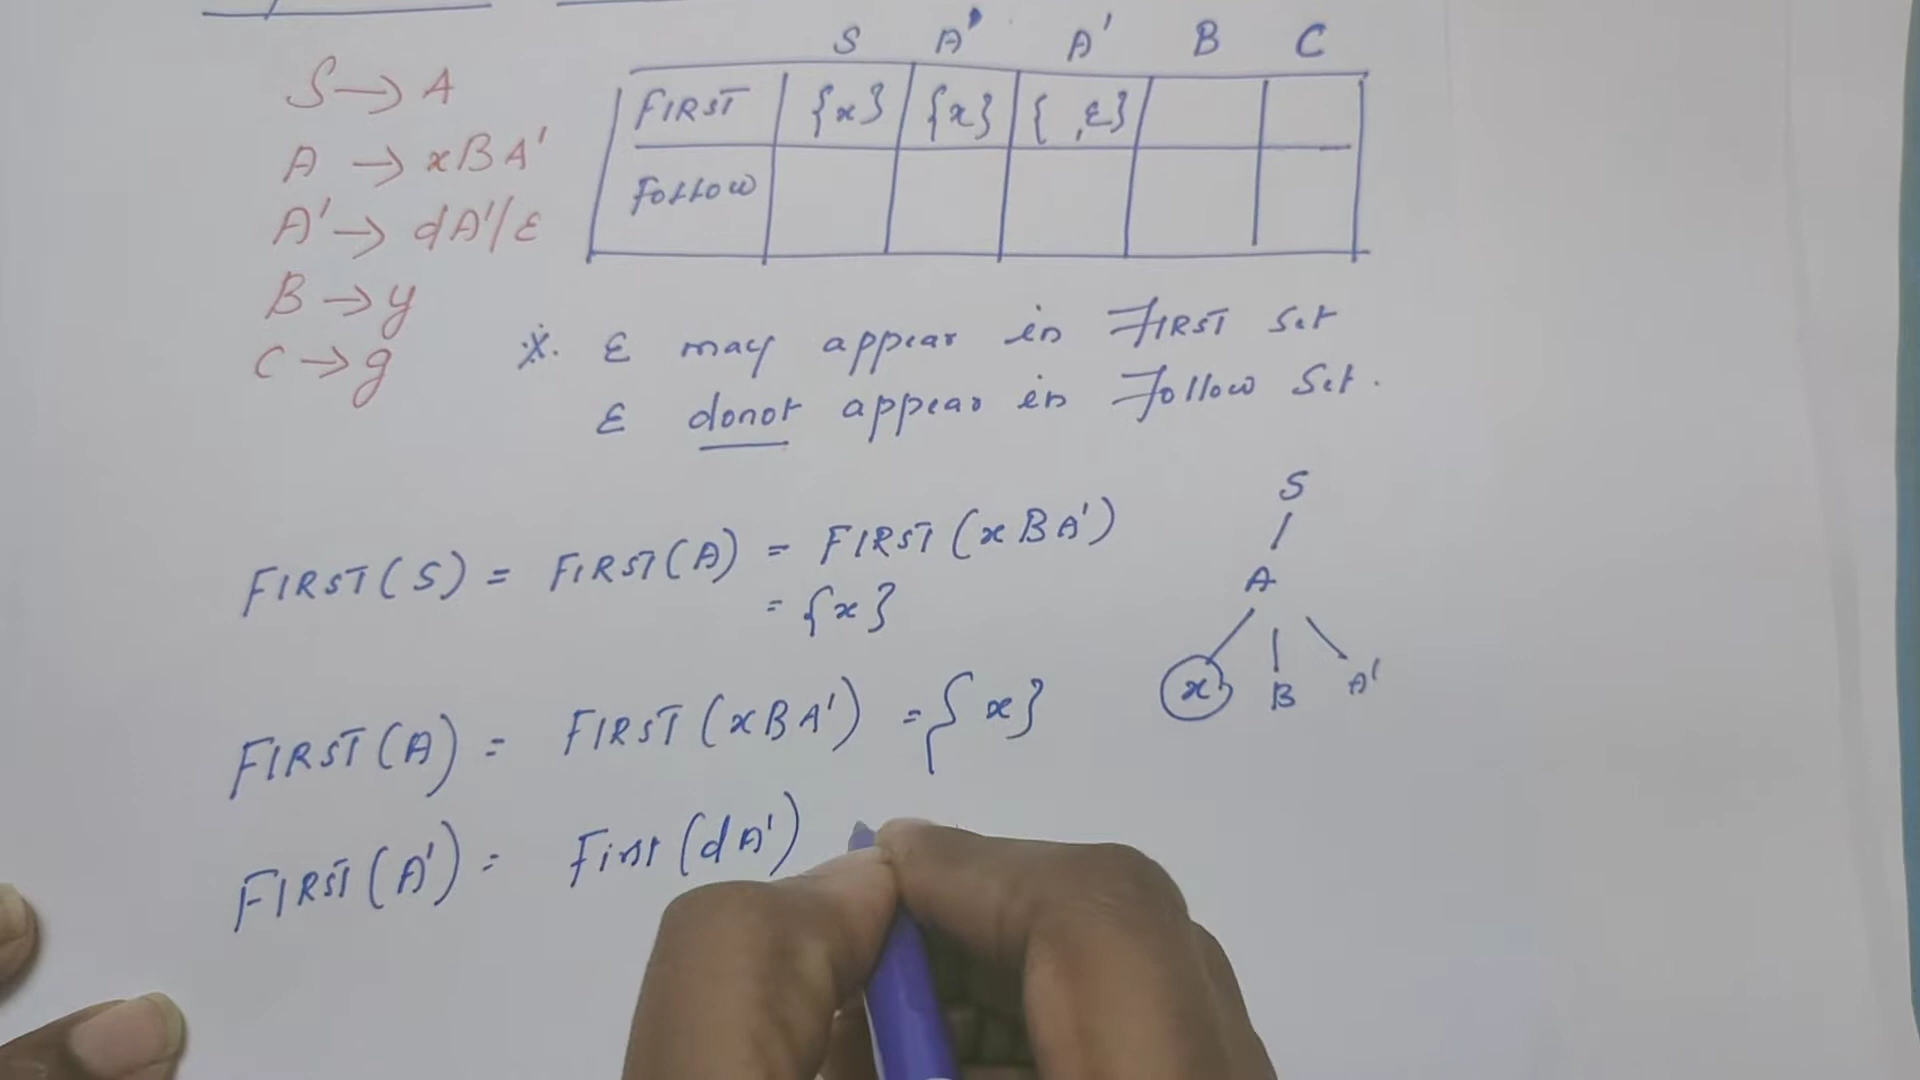 S A' A' B C
S → A
FIRST {x} {x} { ,ε}
A → xBA'
FOLLOW
A' → dA'/ε
B → y
C → g
※. ε may appear in FIRST Set
ε donot appear in Follow Set.
S
FIRST(S) = FIRST(A) = FIRST(xBA')
A
= {x}
x B A'
FIRST(A) = FIRST(xBA') = {x}
FIRST(A') = First(dA')